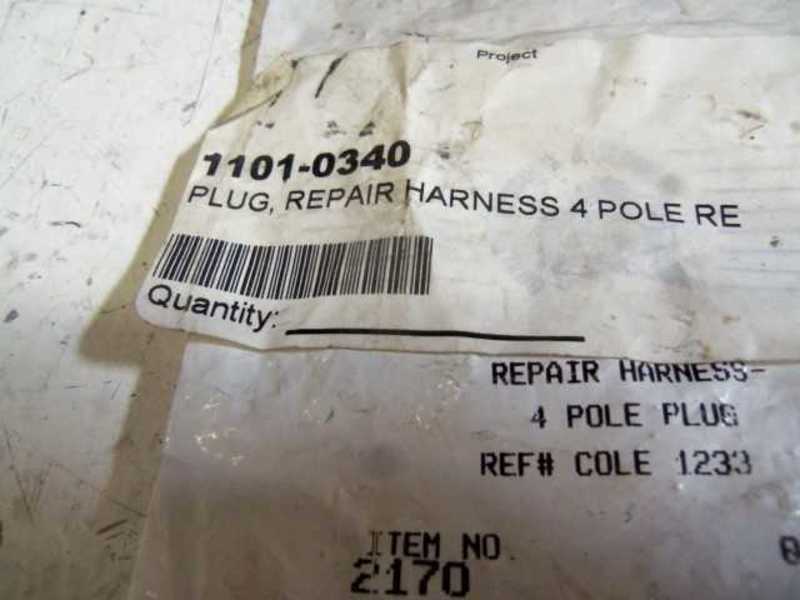 Project
1101-0340
PLUG, REPAIR HARNESS 4 POLE RE
Quantity:
REPAIR HARNESS-
4 POLE PLUG
REF# COLE 1233
ITEM NO
2170